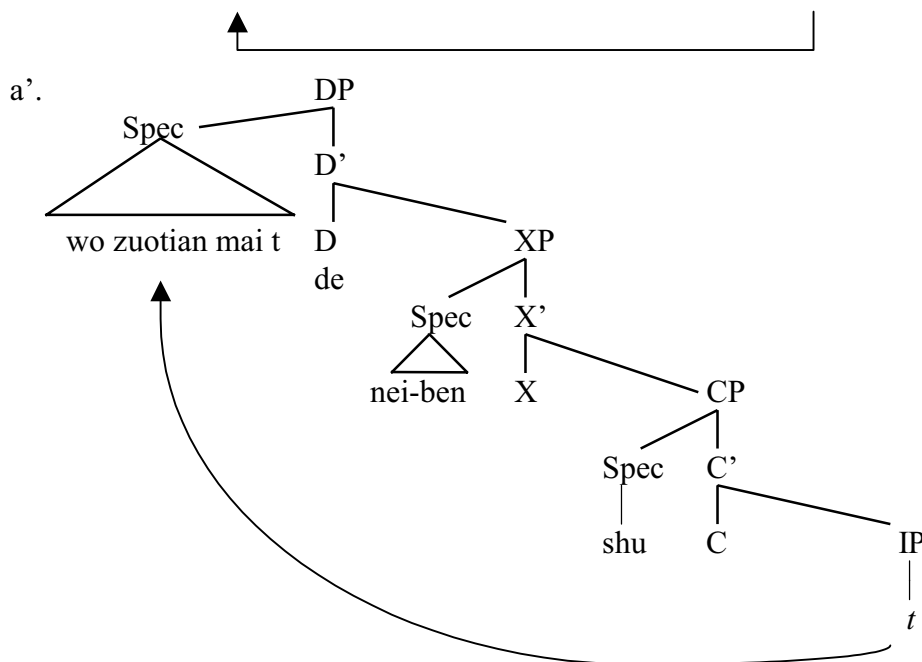 a’. DP
Spec
D’
wo zuotian mai t D XP
de
Spec X’
nei-ben X CP
Spec C’
shu C IP
t